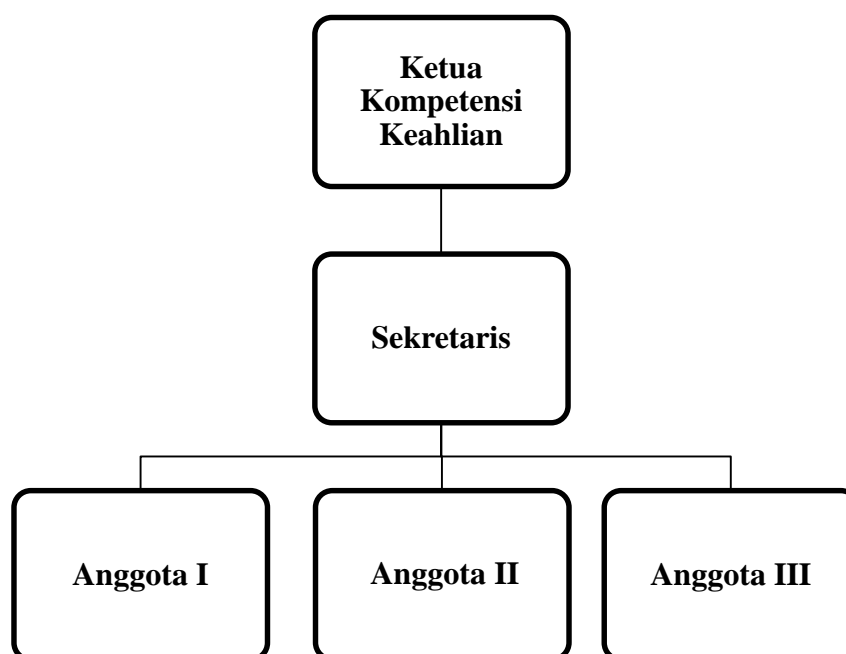 Ketua
Kompetensi
Keahlian
Sekretaris
Anggota I
Anggota II
Anggota III